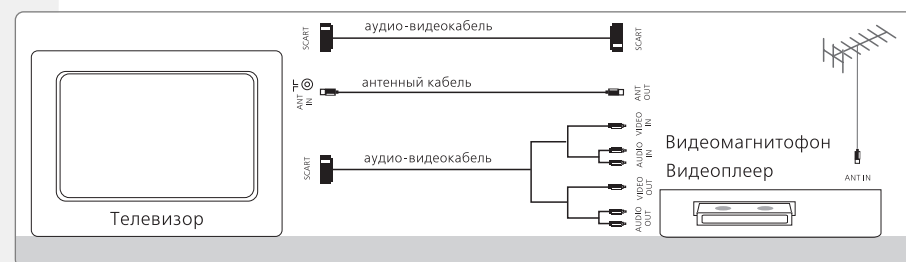 SCART
аудио-видеокабель
SCART
ANT
IN
антенный кабель
ANT
OUT
SCART
аудио-видеокабель
VIDEO
IN
AUDIO
IN
VIDEO
OUT
AUDIO
OUT
Телевизор
Видеомагнитофон
Видеоплеер
ANT IN